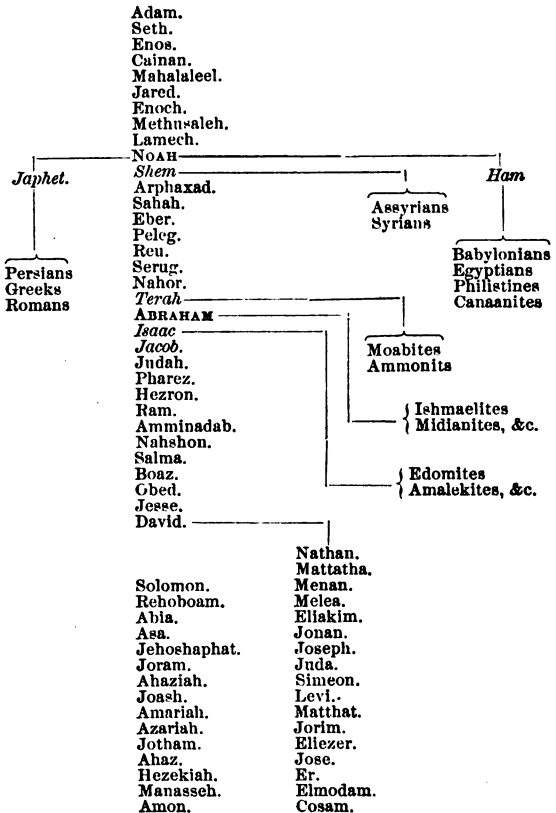 Adam.
Seth.
Enos.
Cainan.
Mahalaleel.
Jared.
Enoch.
Methusaleh.
Lamech.
NOAH
Japhet.
Shem
Ham
Arphaxad.
Sahah.
Eber.
Peleg.
Reu.
Serug.
Nahor.
Terah
ABRAHAM
Isaac
Jacob.
Judah.
Pharez.
Hezron.
Ram.
Amminadab.
Nahshon.
Salma.
Boaz.
Obed.
Jesse.
David.
Persians
Greeks
Romans
Assyrians
Syrians
Babylonians
Egyptians
Philistines
Canaanites
Moabites
Ammonits
Ishmaelites
Midianites, &c.
Edomites
Amalekites, &c.
Solomon.
Rehoboam.
Abia.
Asa.
Jehoshaphat.
Joram.
Ahaziah.
Joash.
Amariah.
Azariah.
Jotham.
Ahaz.
Hezekiah.
Manasseh.
Amon.
Nathan.
Mattatha.
Menan.
Melea.
Eliakim.
Jonan.
Joseph.
Juda.
Simeon.
Levi.
Matthat.
Jorim.
Eliezer.
Jose.
Er.
Elmodam.
Cosam.